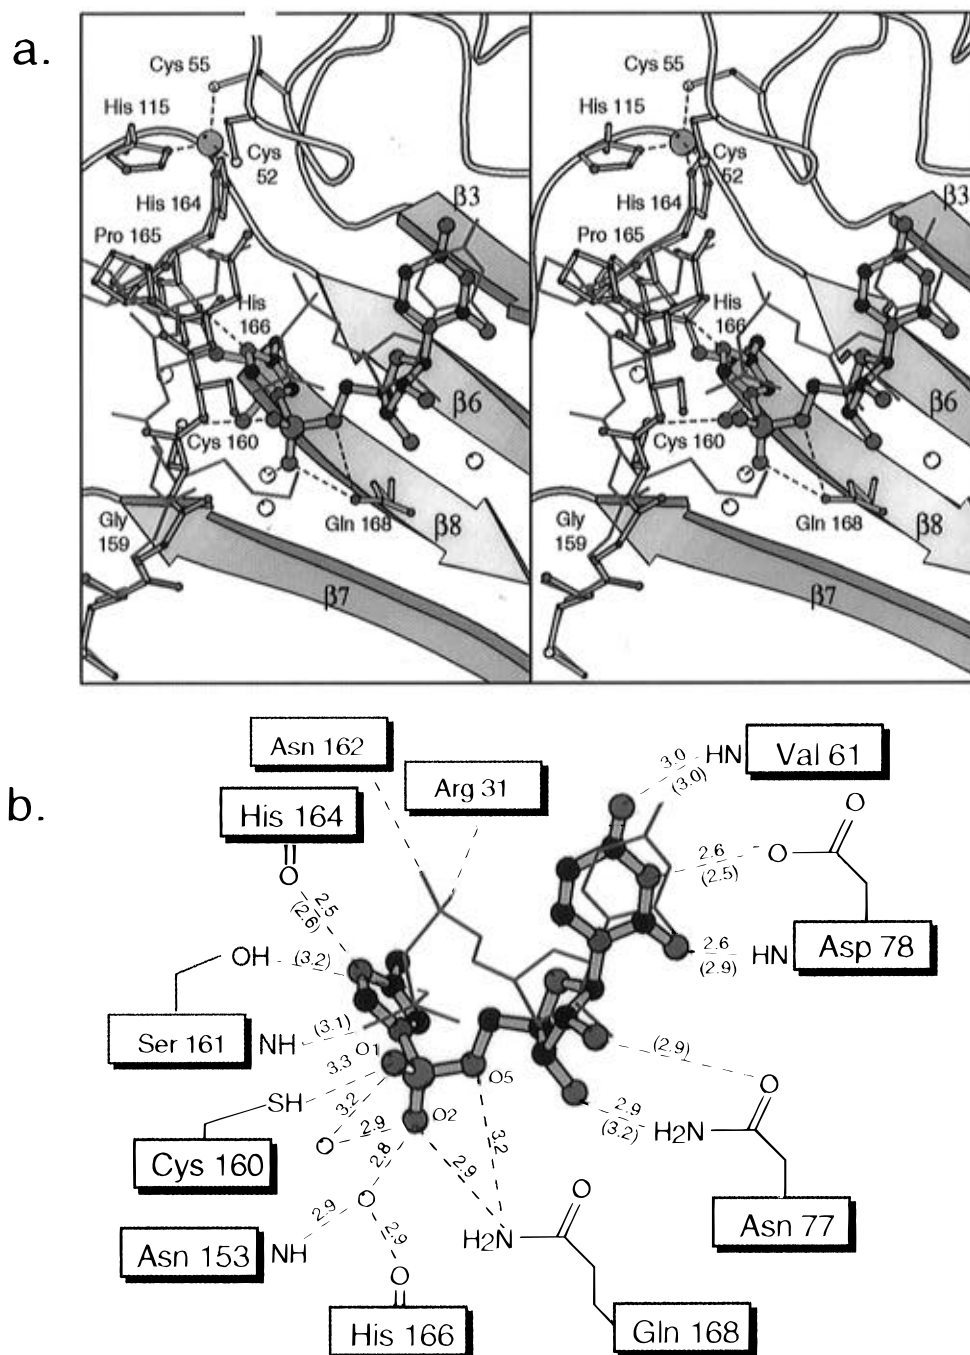 a.
Cys 55
His 115
Cys
52
His 164
β3
Pro 165
His
166
β6
Cys 160
Gln 168
β8
Gly
159
β7
Cys 55
His 115
Cys
52
His 164
β3
Pro 165
His
166
β6
Cys 160
Gln 168
β8
Gly
159
β7
b.
Asn 162
Arg 31
His 164
HN
Val 61
3.0
(3.0)
O
O
2.6
(2.5)
O
2.5
(2.6)
OH
(3.2)
2.6
(2.9)
HN
Asp 78
Ser 161
NH
(3.1)
O1
3.3
SH
3.2
O5
(2.9)
O
2.9
(3.2)
H2N
Cys 160
2.9
O2
2.8
3.2
2.9
Asn 77
Asn 153
NH
2.9
2.9
O
H2N
O
His 166
Gln 168